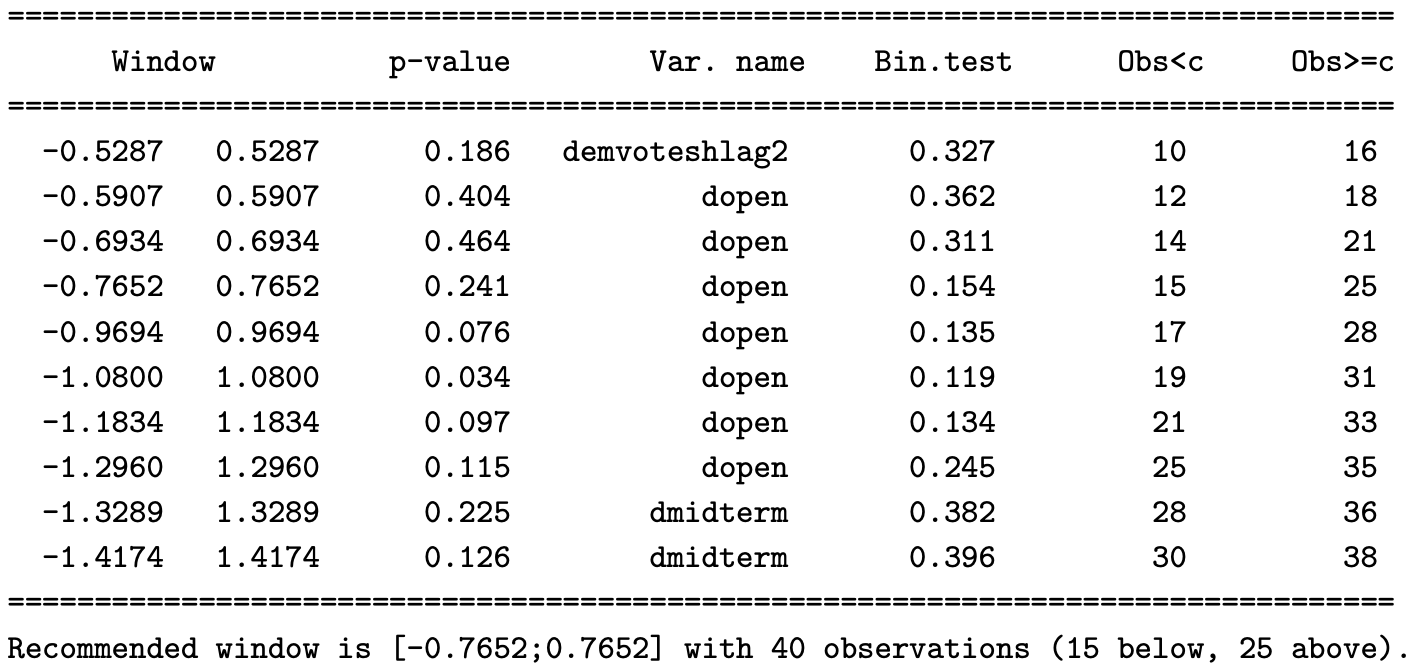 ================================================================================
Window p-value Var. name Bin.test Obs<c Obs>=c
================================================================================
-0.5287 0.5287 0.186 demvoteshlag2 0.327 10 16
-0.5907 0.5907 0.404 dopen 0.362 12 18
-0.6934 0.6934 0.464 dopen 0.311 14 21
-0.7652 0.7652 0.241 dopen 0.154 15 25
-0.9694 0.9694 0.076 dopen 0.135 17 28
-1.0800 1.0800 0.034 dopen 0.119 19 31
-1.1834 1.1834 0.097 dopen 0.134 21 33
-1.2960 1.2960 0.115 dopen 0.245 25 35
-1.3289 1.3289 0.225 dmidterm 0.382 28 36
-1.4174 1.4174 0.126 dmidterm 0.396 30 38
================================================================================
Recommended window is [-0.7652;0.7652] with 40 observations (15 below, 25 above).